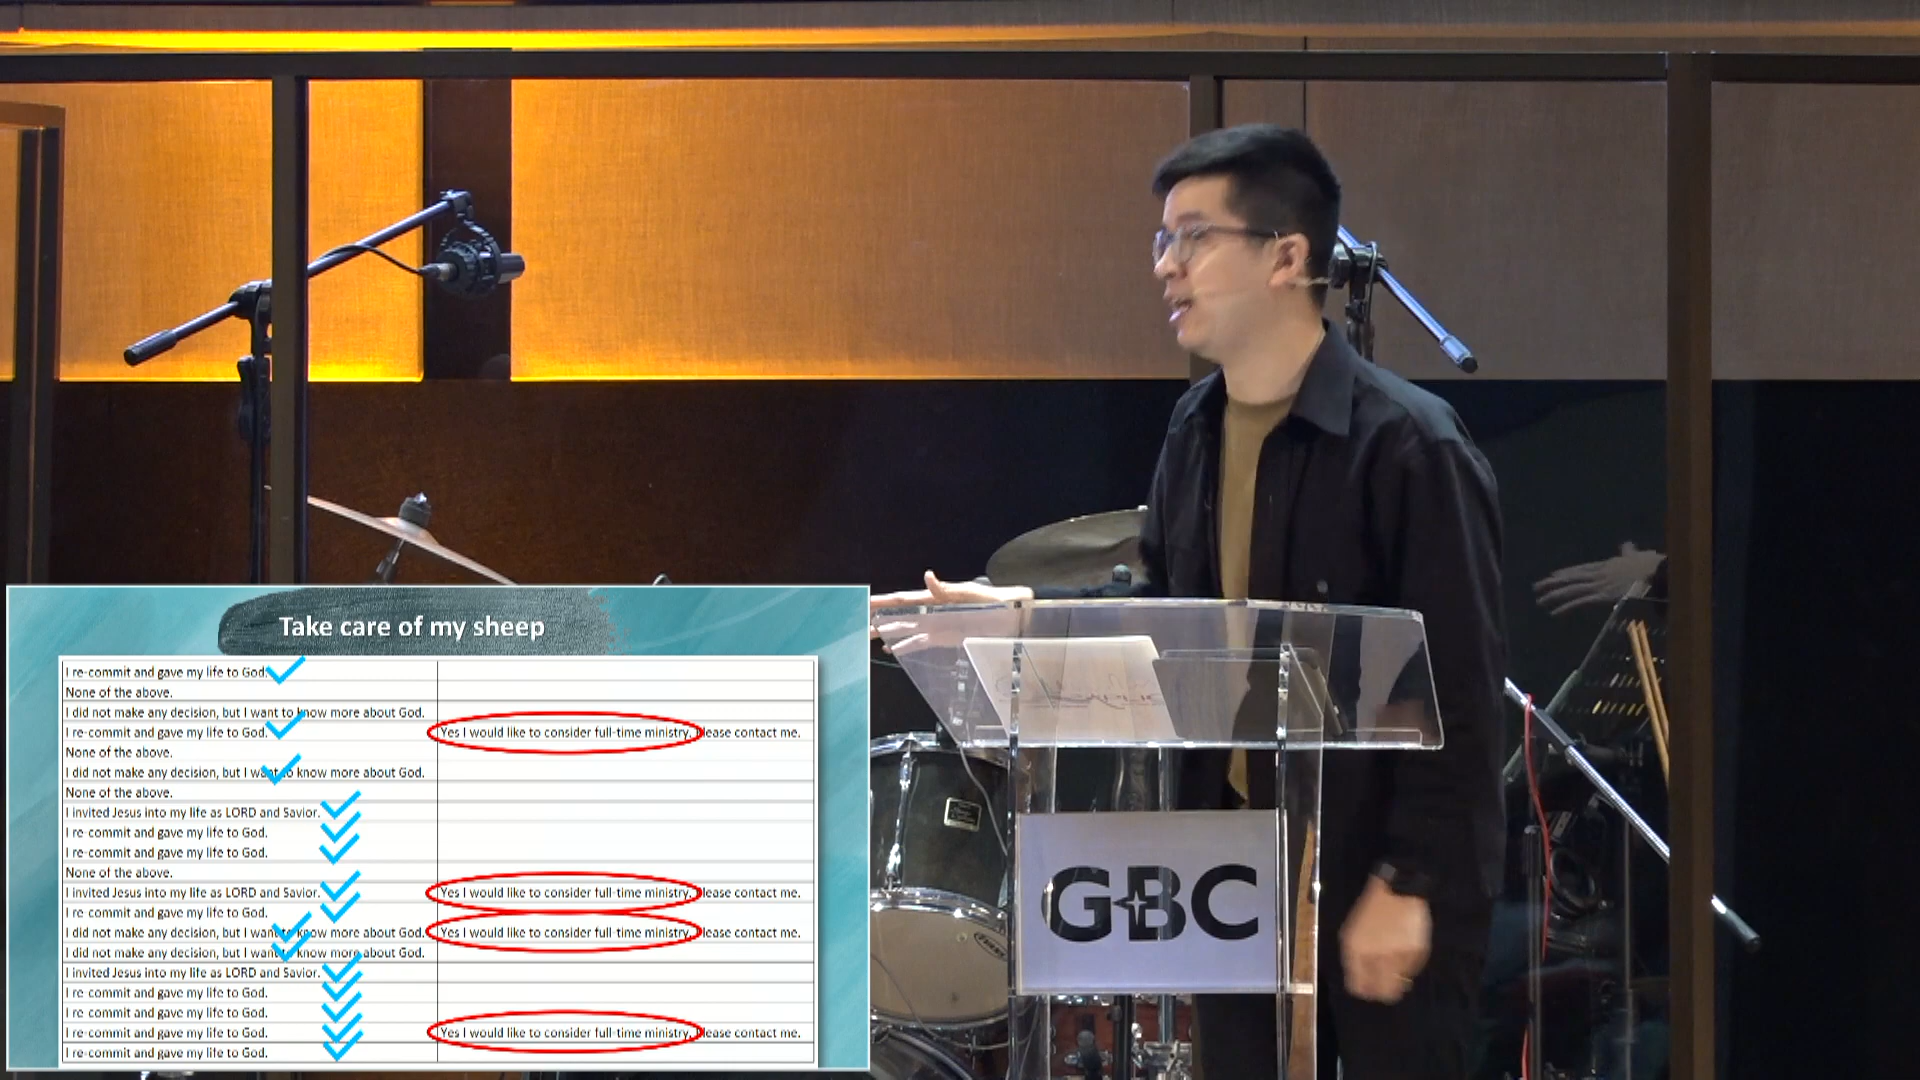 Take care of my sheep
I re-commit and gave my life to God.
None of the above.
I did not make any decision, but I want to know more about God.
I re-commit and gave my life to God. Yes I would like to consider full-time ministry. Please contact me.
None of the above.
I did not make any decision, but I want to know more about God.
None of the above.
I invited Jesus into my life as LORD and Savior.
I re-commit and gave my life to God.
I re-commit and gave my life to God.
None of the above.
I invited Jesus into my life as LORD and Savior. Yes I would like to consider full-time ministry. Please contact me.
I re-commit and gave my life to God.
I did not make any decision, but I want to know more about God. Yes I would like to consider full-time ministry. Please contact me.
I did not make any decision, but I want to know more about God.
I invited Jesus into my life as LORD and Savior.
I re-commit and gave my life to God.
I re-commit and gave my life to God.
I re-commit and gave my life to God. Yes I would like to consider full-time ministry. Please contact me.
I re-commit and gave my life to God.
GBC